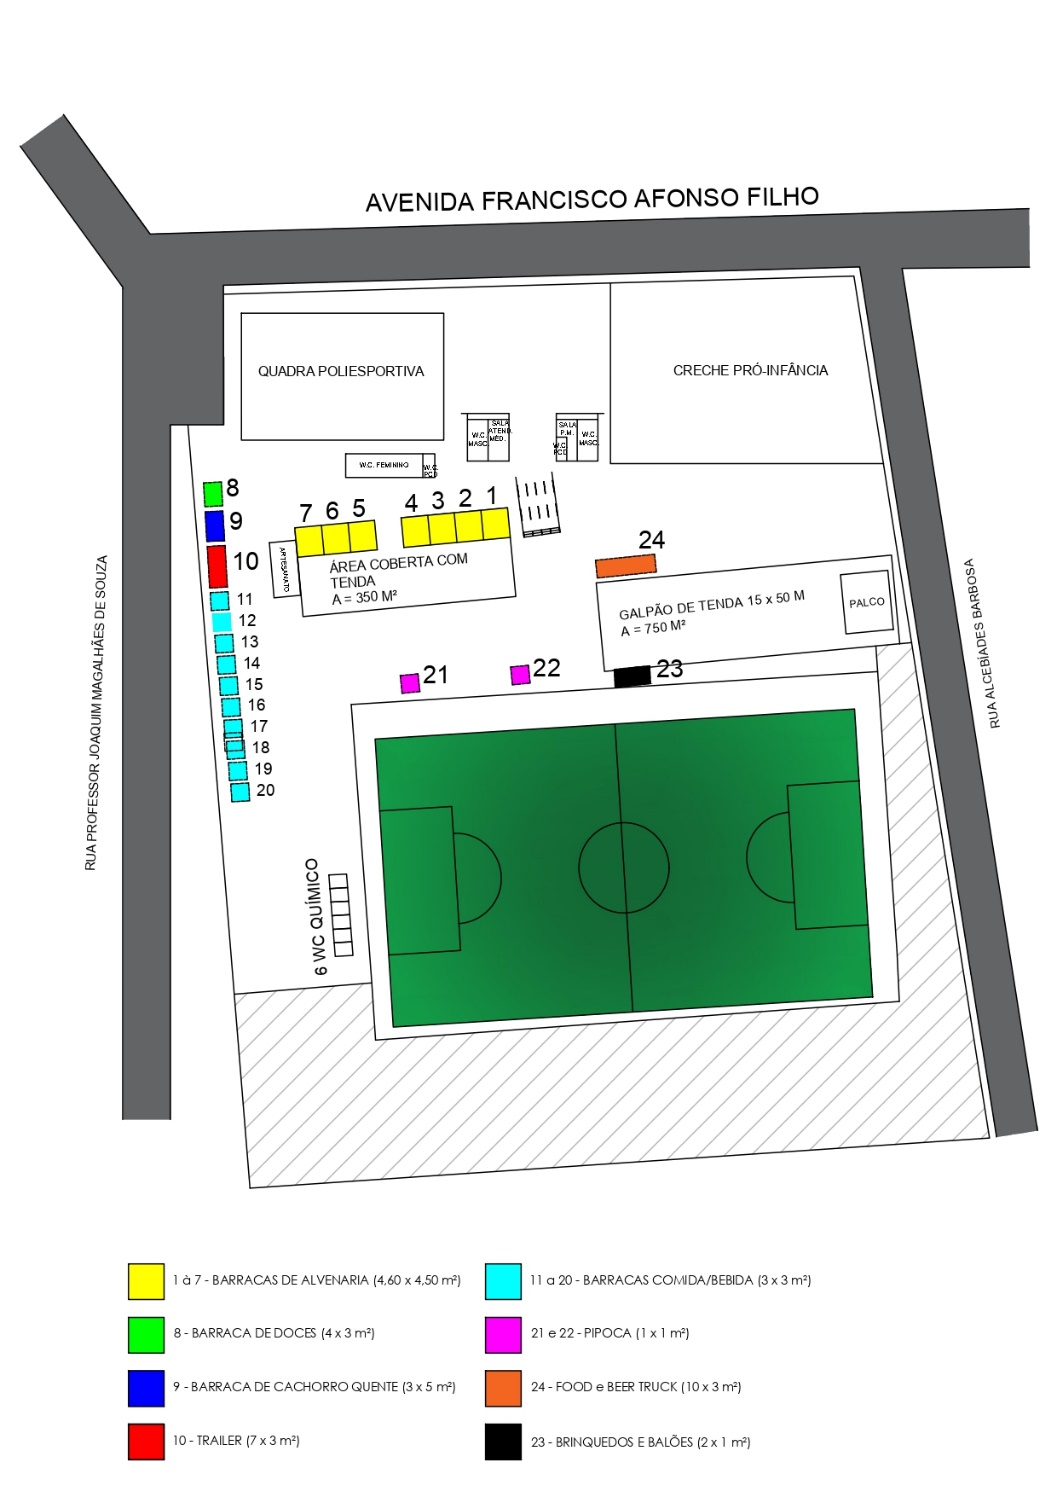 AVENIDA FRANCISCO AFONSO FILHO
QUADRA POLIESPORTIVA
CRECHE PRÓ-INFÂNCIA
W.C.
MASC.
SALA
ATEND.
MÉD.
SALA
P.M.
W.C.
PCD
W.C.
MASC.
W.C. FEMININO
W.C.
PCD
8
9
10
11
12
13
14
15
16
17
18
19
20
7
6
5
4
3
2
1
ARTESANATO
ÁREA COBERTA COM
TENDA
A = 350 M²
24
GALPÃO DE TENDA 15 x 50 M
A = 750 M²
PALCO
21
22
23
RUA PROFESSOR JOAQUIM MAGALHÃES DE SOUZA
RUA ALCEBÍADES BARBOSA
6 WC QUÍMICO
1 à 7 - BARRACAS DE ALVENARIA (4,60 x 4,50 m²)
8 - BARRACA DE DOCES (4 x 3 m²)
9 - BARRACA DE CACHORRO QUENTE (3 x 5 m²)
10 - TRAILER (7 x 3 m²)
11 a 20 - BARRACAS COMIDA/BEBIDA (3 x 3 m²)
21 e 22 - PIPOCA (1 x 1 m²)
24 - FOOD e BEER TRUCK (10 x 3 m²)
23 - BRINQUEDOS E BALÕES (2 x 1 m²)